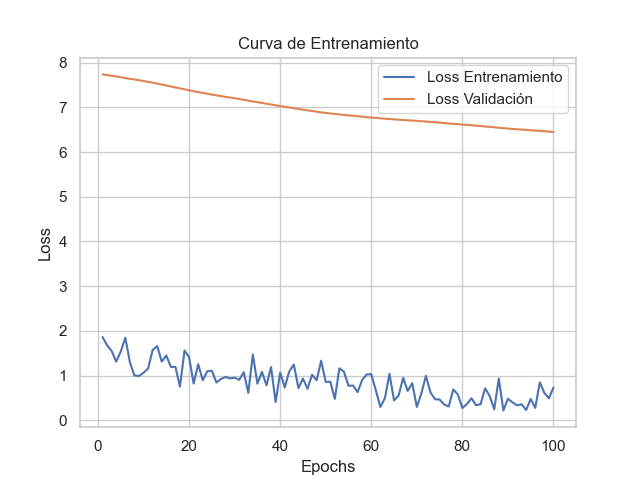 Curva de Entrenamiento
Loss Entrenamiento
Loss Validación
Loss
8
7
6
5
4
3
2
1
0
0 20 40 60 80 100
Epochs